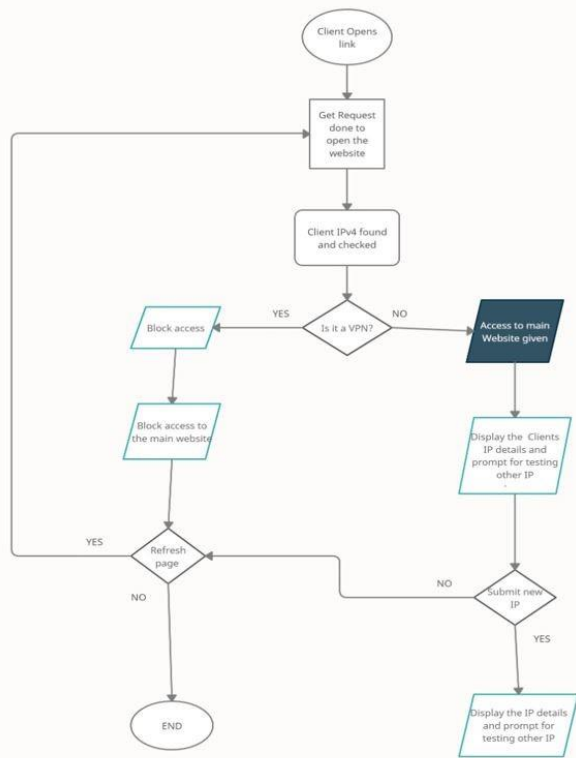 Client Opens
link
Get Request
done to
open the
website
Client IPv4 found
and checked
YES
Is it a VPN?
NO
Block access
Access to main
Website given
Block access to
the main website
Display the Clients
IP details and
prompt for testing
other IP
.
YES
Refresh
page
NO
NO
Submit new
IP
YES
END
Display the IP details
and prompt for
testing other IP